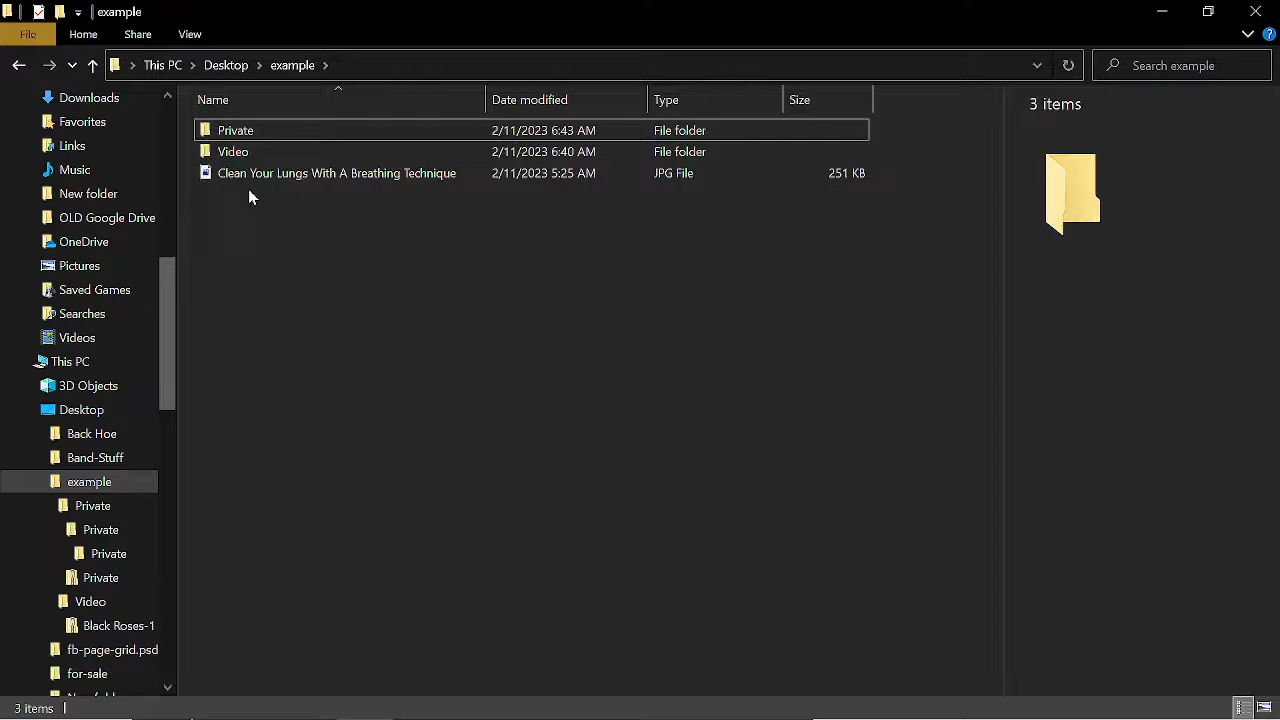 example
File Home Share View
This PC Desktop example Search example
Name Date modified Type Size
Private 2/11/2023 6:43 AM File folder
Video 2/11/2023 6:40 AM File folder
Clean Your Lungs With A Breathing Technique 2/11/2023 5:25 AM JPG File 251 KB
3 items
Downloads
Favorites
Links
Music
New folder
OLD Google Drive
OneDrive
Pictures
Saved Games
Searches
Videos
This PC
3D Objects
Desktop
Back Hoe
Band-Stuff
example
Private
Private
Private
Private
Video
Black Roses-1
fb-page-grid.psd
for-sale
3 items